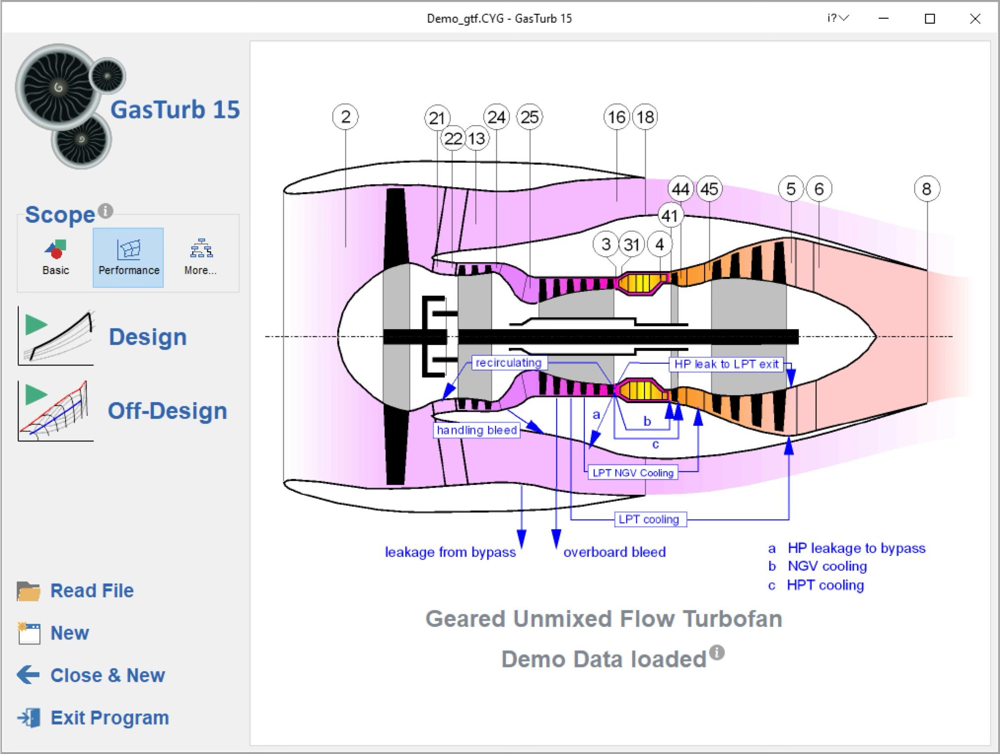 Demo_gtf.CYG - GasTurb 15
i?
GasTurb 15
Scope i
Basic
Performance
More...
Design
Off-Design
Read File
New
Close & New
Exit Program
2
21
24
25
16
18
22
13
44
45
5
6
8
41
3
31
4
recirculating
HP leak to LPT exit
a
b
handling bleed
c
LPT NGV Cooling
LPT cooling
leakage from bypass
overboard bleed
a HP leakage to bypass
b NGV cooling
c HPT cooling
Geared Unmixed Flow Turbofan
Demo Data loaded i